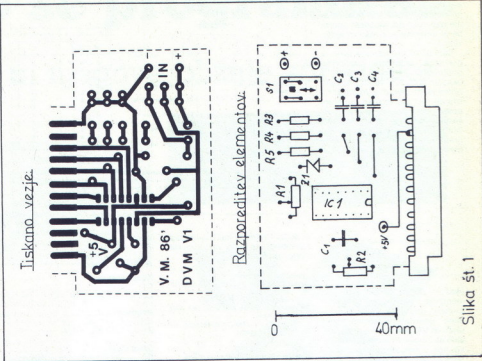 Tiskano vezje:
- IN +
+5V
V. M. 86'
DVM V1
Razporeditev elementov:
+
-
S1
C2
C3
C4
R3
R4
R5
Z1
R1
IC1
C1
R2
+5V
0
40mm
Slika št.1